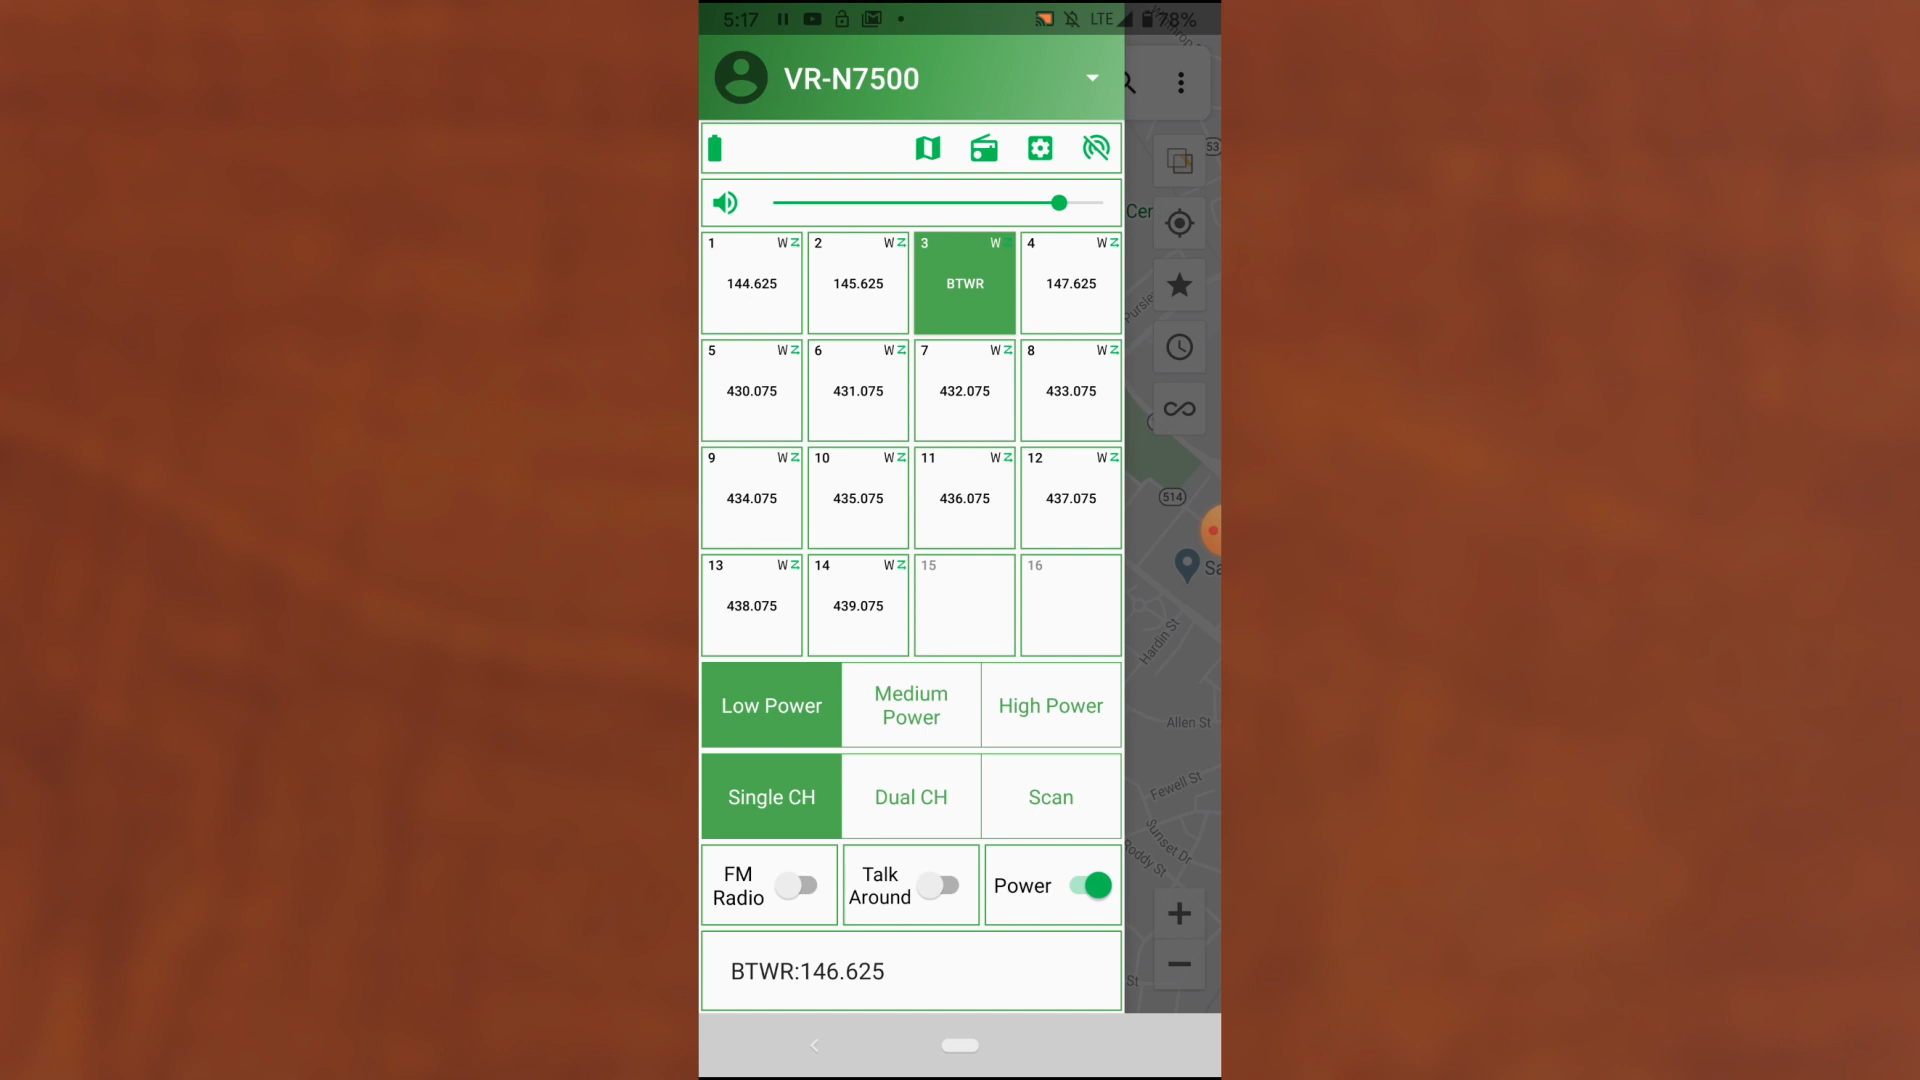 5:17 LTE 78%
VR-N7500
53
Cer
1 W 2 W 3 W 4 W
144.625 145.625 BTWR 147.625
5 W 6 W 7 W 8 W
430.075 431.075 432.075 433.075
9 W 10 W 11 W 12 W
434.075 435.075 436.075 437.075
514
13 W 14 W 15 16
438.075 439.075
Sa
Hardin St
Low Power Medium Power High Power
Allen St
Single CH Dual CH Scan
Fewell St
Sunset Dr
Roddy St
FM Radio Talk Around Power
BTWR:146.625
St